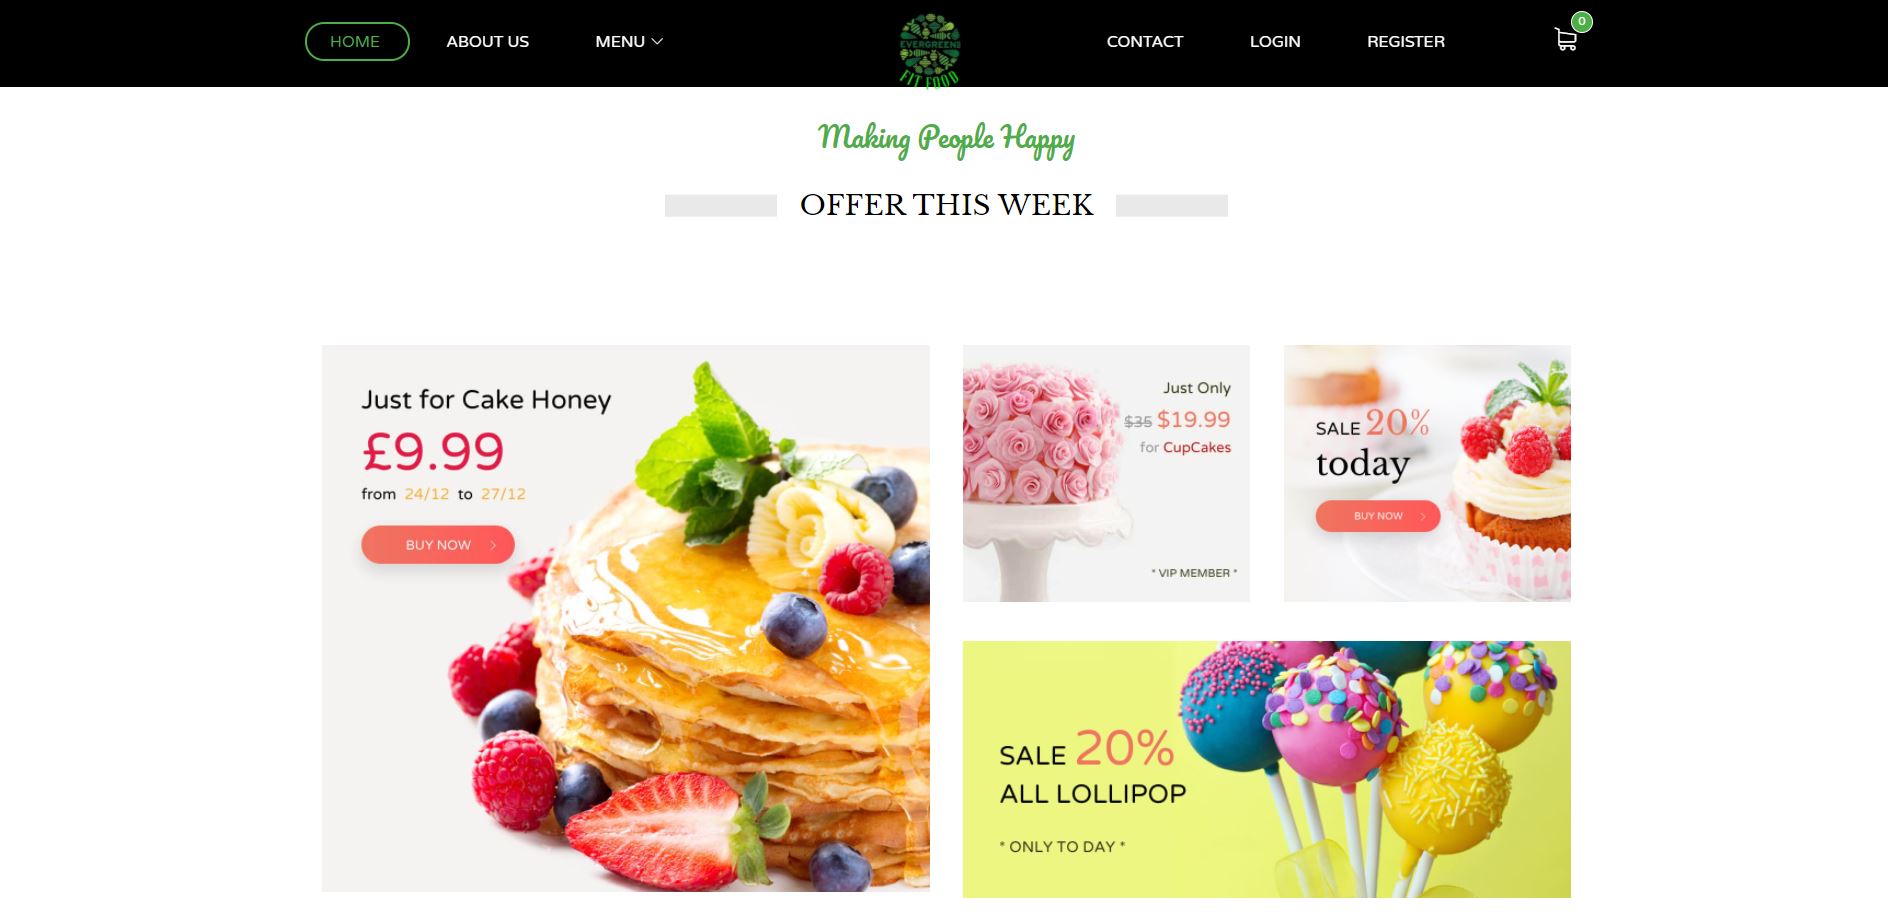 HOME
ABOUT US
MENU
EVERGREEN
FIT FOOD
CONTACT
LOGIN
REGISTER
0
Making People Happy
OFFER THIS WEEK
Just for Cake Honey
£9.99
from 24/12 to 27/12
BUY NOW
Just Only
$35 $19.99
for CupCakes
* VIP MEMBER *
SALE 20%
today
BUY NOW
SALE 20%
ALL LOLLIPOP
* ONLY TO DAY *